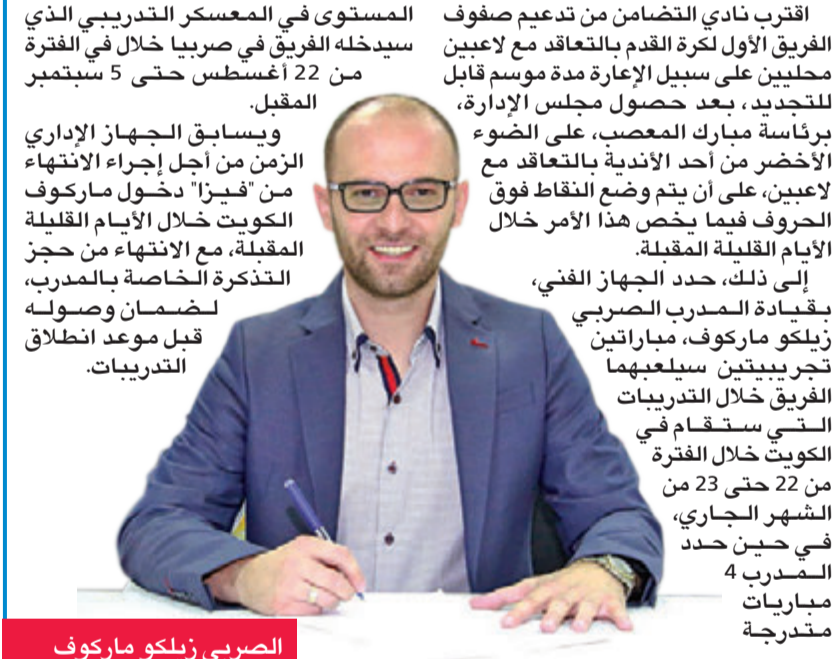 اقترب نادي التضامن من تدعيم صفوف
الفريق الأول لكرة القدم بالتعاقد مع لاعبين
محليين على سبيل الإعارة مدة موسم قابل
للتجديد، بعد حصول مجلس الإدارة،
برئاسة مبارك المعصب، على الضوء
الأخضر من أحد الأندية بالتعاقد مع
لاعبين، على أن يتم وضع النقاط فوق
الحروف فيما يخص هذا الأمر خلال
الأيام القليلة المقبلة.
إلى ذلك، حدد الجهاز الفني،
بقيادة المدرب الصربي
زيلكو ماركوف، مباراتين
تجريبيتين سيلعبهما
الفريق خلال التدريبات
التي ستقام في
الكويت خلال الفترة
من 22 حتى 23 من
الشهر الجاري،
في حين حدد
المدرب 4
مباريات
متدرجة
المستوى في المعسكر التدريبي الذي
سيدخله الفريق في صربيا خلال في الفترة
من 22 أغسطس حتى 5 سبتمبر
المقبل.
ويسابق الجهاز الإداري
الزمن من أجل إجراء الانتهاء
من "فيزا" دخول ماركوف
الكويت خلال الأيام القليلة
المقبلة، مع الانتهاء من حجز
التذكرة الخاصة بالمدرب،
لضمان وصوله
قبل موعد انطلاق
التدريبات.
الصربي زيلكو ماركوف